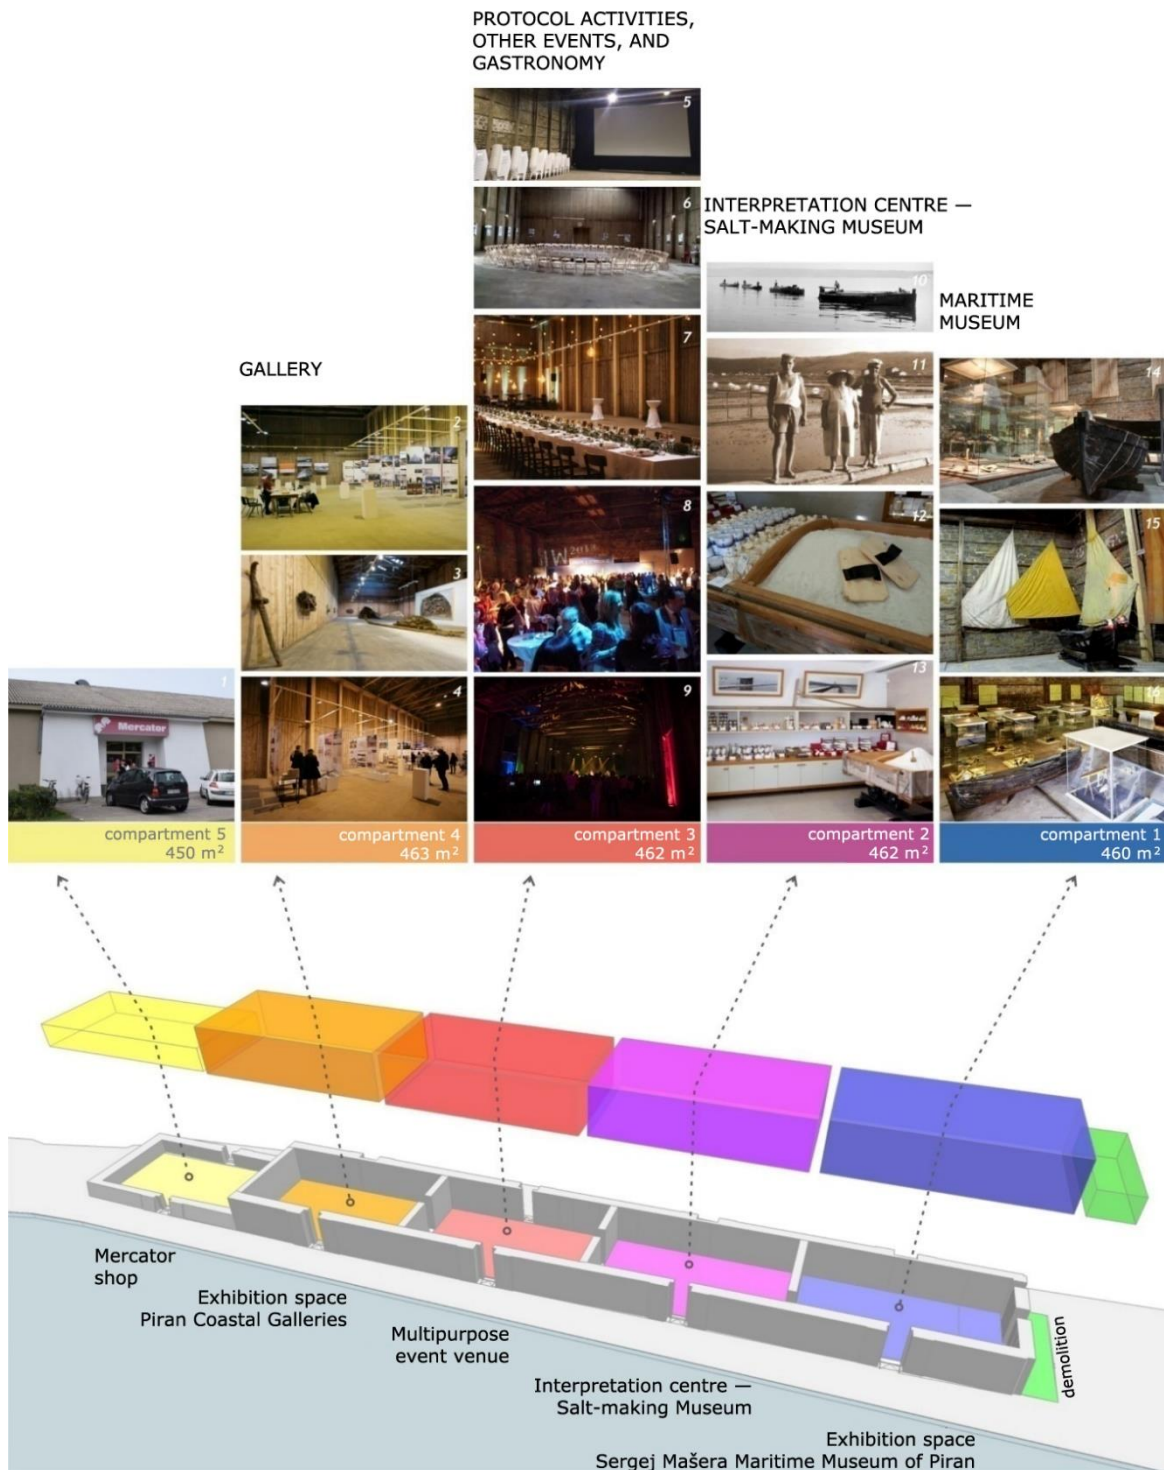 PROTOCOL ACTIVITIES,
OTHER EVENTS, AND
GASTRONOMY
5
6
INTERPRETATION CENTRE —
SALT-MAKING MUSEUM
10
MARITIME
MUSEUM
7
11
14
GALLERY
2
8
12
15
3
1
4
9
13
16
Mercator
compartment 5
450 m²
compartment 4
463 m²
compartment 3
462 m²
compartment 2
462 m²
compartment 1
460 m²
Mercator
shop
Exhibition space
Piran Coastal Galleries
Multipurpose
event venue
Interpretation centre —
Salt-making Museum
Exhibition space
Sergej Mašera Maritime Museum of Piran
demolition